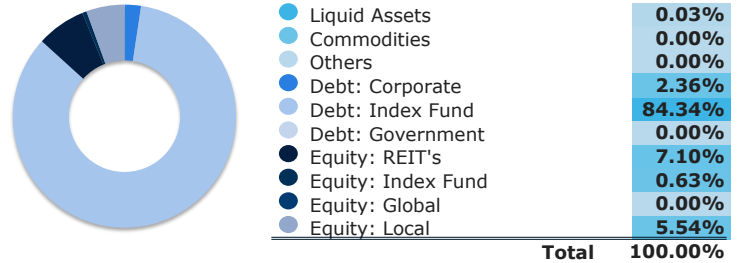 Liquid Assets 0.03%
Commodities 0.00%
Others 0.00%
Debt: Corporate 2.36%
Debt: Index Fund 84.34%
Debt: Government 0.00%
Equity: REIT's 7.10%
Equity: Index Fund 0.63%
Equity: Global 0.00%
Equity: Local 5.54%
Total 100.00%